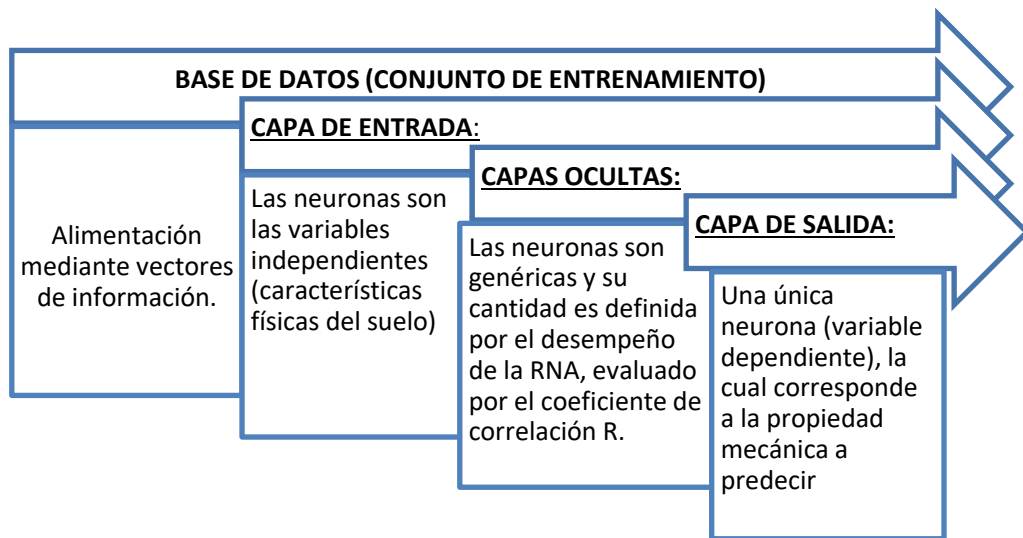 BASE DE DATOS (CONJUNTO DE ENTRENAMIENTO)
Alimentación
mediante vectores
de información.
CAPA DE ENTRADA:
Las neuronas son
las variables
independientes
(características
físicas del suelo)
CAPAS OCULTAS:
Las neuronas son
genéricas y su
cantidad es definida
por el desempeño
de la RNA, evaluado
por el coeficiente de
correlación R.
CAPA DE SALIDA:
Una única
neurona (variable
dependiente), la
cual corresponde
a la propiedad
mecánica a
predecir